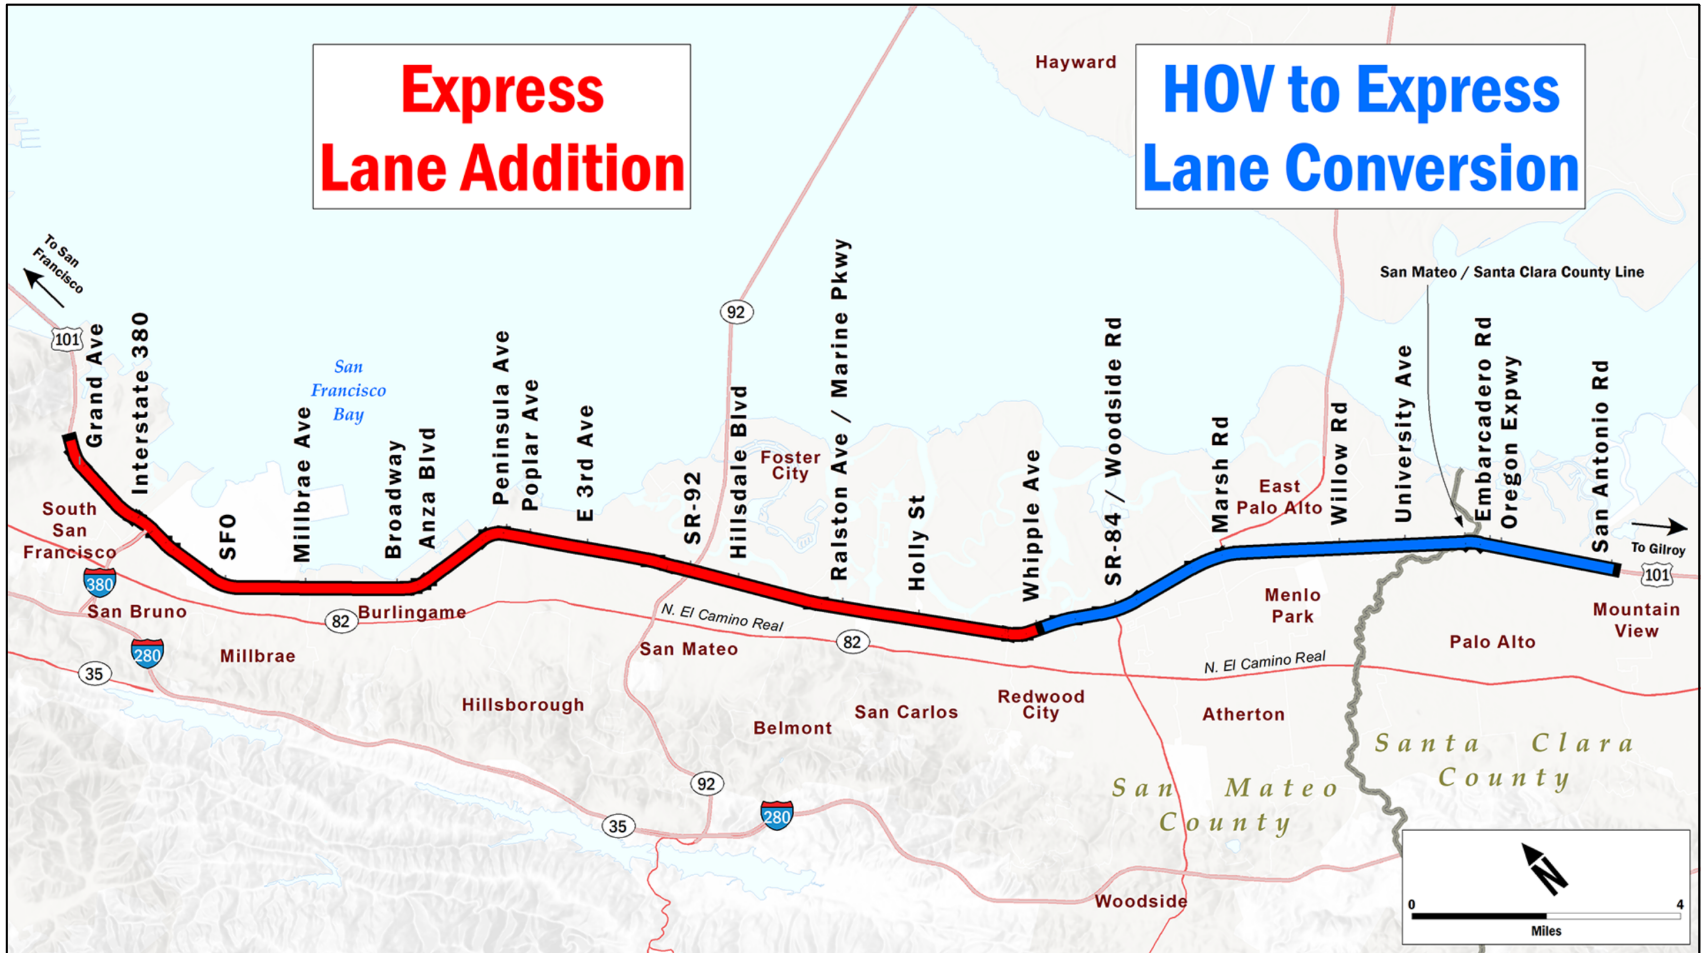 Express
Lane Addition
HOV to Express
Lane Conversion
Hayward
To San
Francisco
101
San Mateo / Santa Clara County Line
92
San
Francisco
Bay
Grand Ave
Interstate 380
SFO
Millbrae Ave
Broadway
Anza Blvd
Peninsula Ave
Poplar Ave
E 3rd Ave
SR-92
Hillsdale Blvd
Ralston Ave / Marine Pkwy
Holly St
Whipple Ave
SR-84 / Woodside Rd
Marsh Rd
Willow Rd
University Ave
Embarcadero Rd
Oregon Expwy
San Antonio Rd
Foster
City
East
Palo Alto
South
San
Francisco
380
To Gilroy
101
San Bruno
82
Burlingame
N. El Camino Real
82
Menlo
Park
Mountain
View
280
Millbrae
San Mateo
Palo Alto
35
N. El Camino Real
Hillsborough
Belmont
San Carlos
Redwood
City
Atherton
Santa Clara
County
San Mateo
County
92
280
35
Woodside
N
0
4
Miles